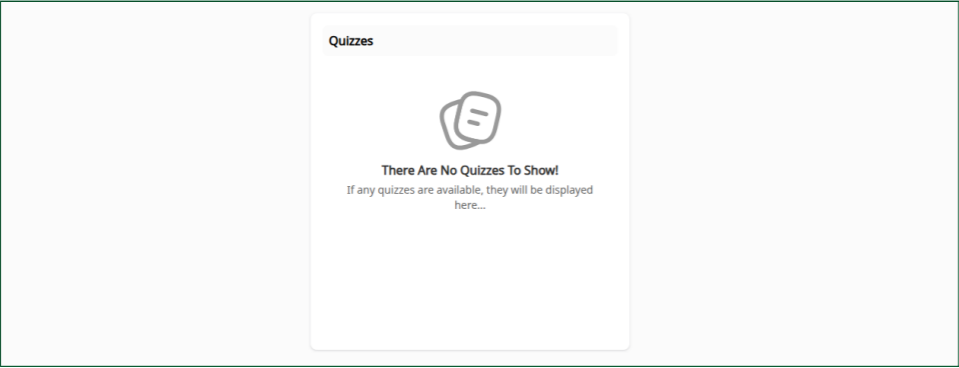 Quizzes
There Are No Quizzes To Show!
If any quizzes are available, they will be displayed
here...